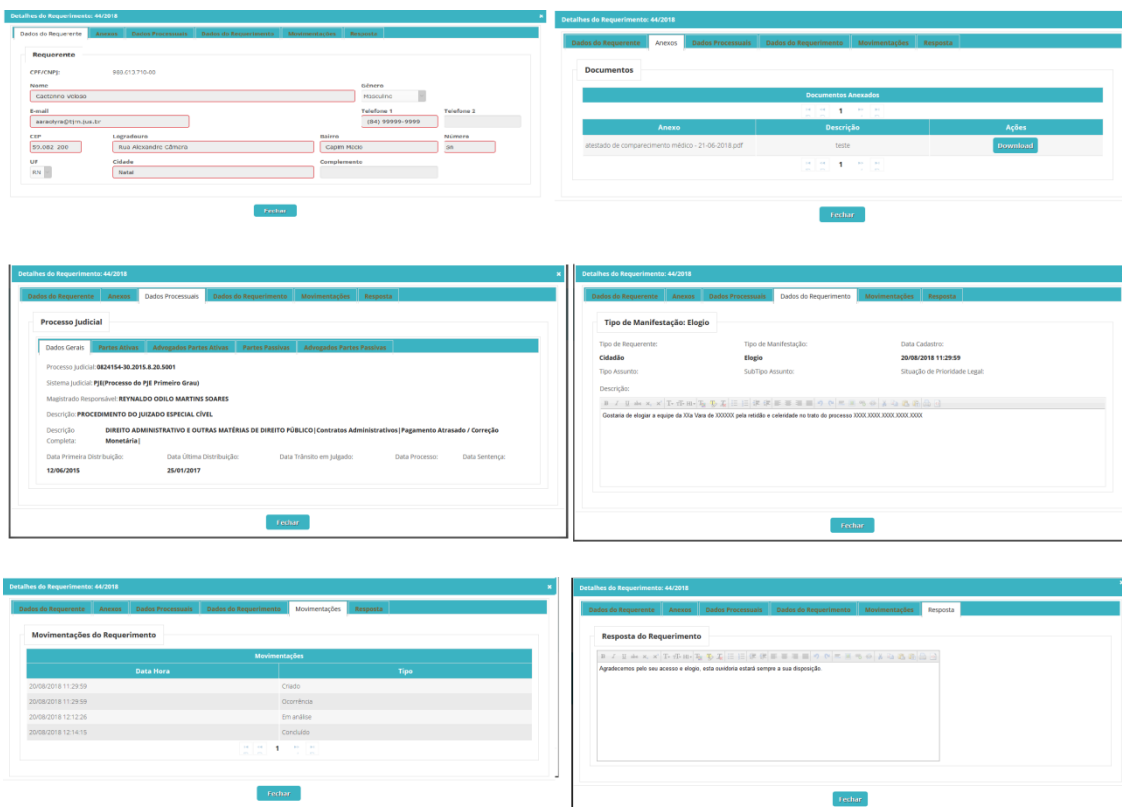 Detalhes do Requerimento: 44/2018
Dados do Requerente Anexos Dados Processuais Dados do Requerimento Movimentações Resposta
Requerente
CPF/CNPJ:
Nome Gênero
Masculino
E-mail Telefone 1 Telefone 2
(84) 99999-9999
CEP Logradouro Bairro Número
59.082-200 Rua Alexandre Câmara Capim Macio
UF Cidade Complemento
RN Natal
Fechar
Detalhes do Requerimento: 44/2018
Dados do Requerente Anexos Dados Processuais Dados do Requerimento Movimentações Resposta
Documentos
Documentos Anexados
1
Anexo Descrição Ações
atestado de comparecimento médico - 21-06-2018.pdf teste Download
1
Fechar
Detalhes do Requerimento: 44/2018
Dados do Requerente Anexos Dados Processuais Dados do Requerimento Movimentações Resposta
Processo Judicial
Dados Gerais Partes Ativas Advogados Partes Ativas Partes Passivas Advogados Partes Passivas
Processo Judicial: 0824154-30.2015.8.20.5001
Sistema Judicial: PJE(Processo do PJE Primeiro Grau)
Magistrado Responsável: REYNALDO ODILO MARTINS SOARES
Descrição: PROCEDIMENTO DO JUIZADO ESPECIAL CÍVEL
Descrição Completa: DIREITO ADMINISTRATIVO E OUTRAS MATÉRIAS DE DIREITO PÚBLICO|Contratos Administrativos|Pagamento Atrasado / Correção
Monetária|
Data Primeira Distribuição: Data Última Distribuição: Data Trânsito em Julgado: Data Processo: Data Sentença:
12/06/2015 25/01/2017
Fechar
Detalhes do Requerimento: 44/2018
Dados do Requerente Anexos Dados Processuais Dados do Requerimento Movimentações Resposta
Tipo de Manifestação: Elogio
Tipo de Requerente: Tipo de Manifestação: Data Cadastro:
Cidadão Elogio 20/08/2018 11:29:59
Tipo Assunto: SubTipo Assunto: Situação de Prioridade Legal:
Descrição:
Gostaria de elogiar a equipe da XXa Vara de XXXXXX pela retidão e celeridade no trato do processo XXXX.XXXX.XXXX.XXXX.XXXX
Fechar
Detalhes do Requerimento: 44/2018
Dados do Requerente Anexos Dados Processuais Dados do Requerimento Movimentações Resposta
Movimentações do Requerimento
Movimentações
Data Hora Tipo
20/08/2018 11:29:59 Criado
20/08/2018 11:29:59 Ocorrência
20/08/2018 12:12:26 Em análise
20/08/2018 12:14:15 Concluído
1
Fechar
Detalhes do Requerimento: 44/2018
Dados do Requerente Anexos Dados Processuais Dados do Requerimento Movimentações Resposta
Resposta do Requerimento
Agradecemos pelo seu acesso e elogio, esta ouvidoria estará sempre a sua disposição.
Fechar